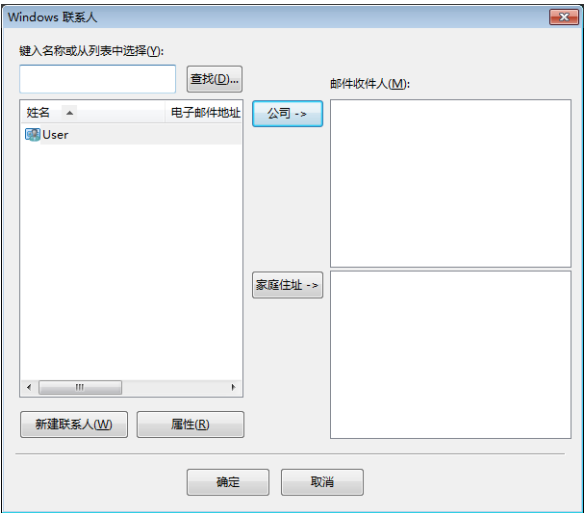 Windows 联系人
键入名称或从列表中选择(Y):
查找(D)...
邮件收件人(M):
姓名 电子邮件地址
公司 ->
User
家庭住址 ->
新建联系人(W) 属性(R)
确定 取消